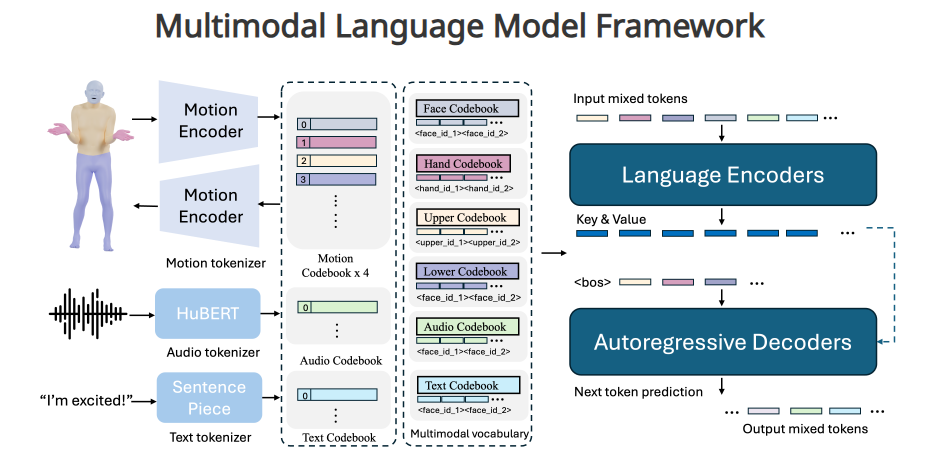 Multimodal Language Model Framework
Motion
Encoder
Motion
Encoder
Motion tokenizer
HuBERT
Audio tokenizer
“I’m excited!”
Sentence
Piece
Text tokenizer
0
1
2
3
Motion
Codebook x 4
0
Audio Codebook
0
Text Codebook
Face Codebook
<face_id_1><face_id_2>
Hand Codebook
<hand_id_1><hand_id_2>
Upper Codebook
<upper_id_1><upper_id_2>
Lower Codebook
<face_id_1><face_id_2>
Audio Codebook
<face_id_1><face_id_2>
Text Codebook
<face_id_1><face_id_2>
Multimodal vocabulary
Input mixed tokens
Language Encoders
Key & Value
<bos>
Autoregressive Decoders
Next token prediction
Output mixed tokens